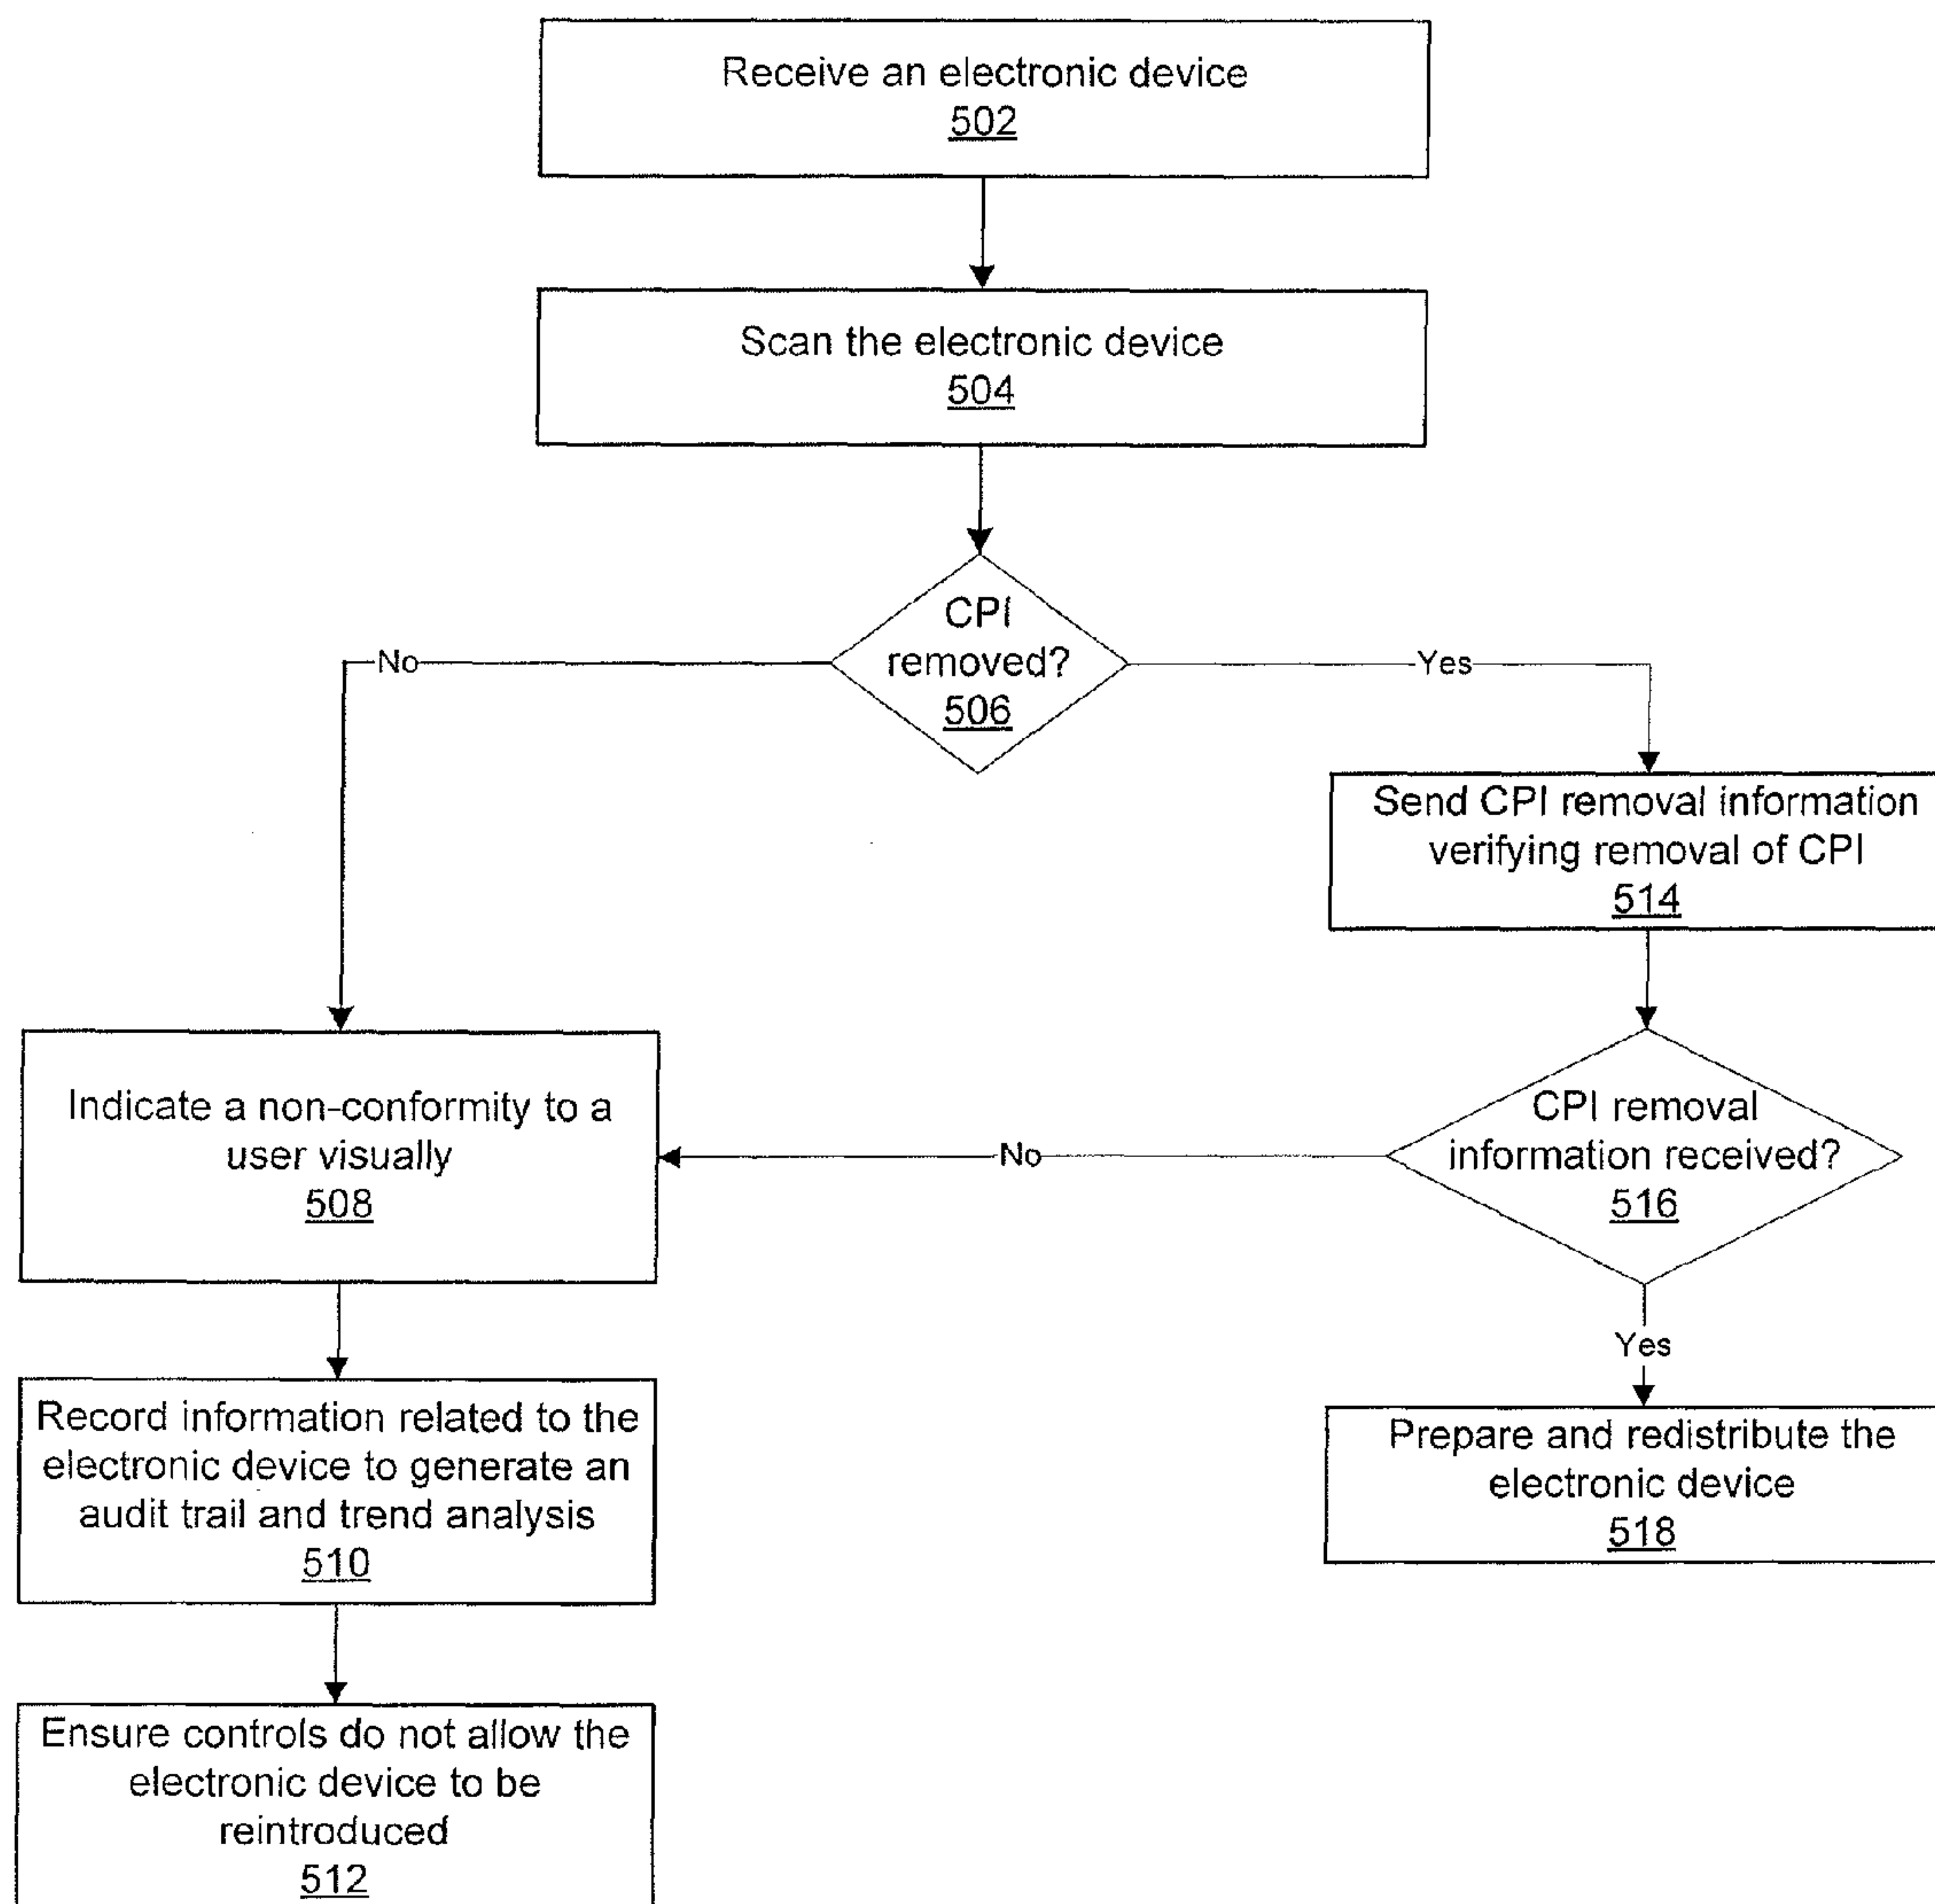 Receive an electronic device
502
Scan the electronic device
504
CPI
removed?
506
No
Yes
Send CPI removal information
verifying removal of CPI
514
Indicate a non-conformity to a
user visually
508
No
CPI removal
information received?
516
Yes
Record information related to the
electronic device to generate an
audit trail and trend analysis
510
Prepare and redistribute the
electronic device
518
Ensure controls do not allow the
electronic device to be
reintroduced
512